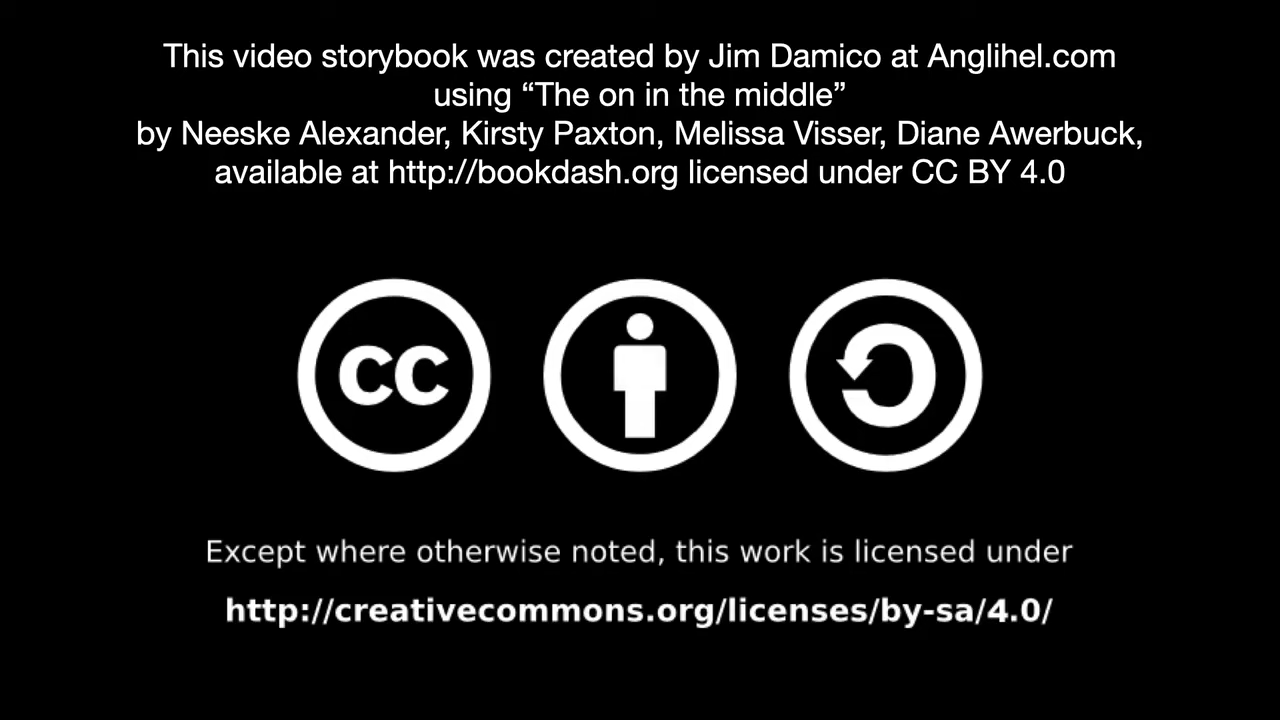 This video storybook was created by Jim Damico at Anglihel.com
using “The on in the middle”
by Neeske Alexander, Kirsty Paxton, Melissa Visser, Diane Awerbuck,
available at http://bookdash.org licensed under CC BY 4.0
cc
Except where otherwise noted, this work is licensed under
http://creativecommons.org/licenses/by-sa/4.0/